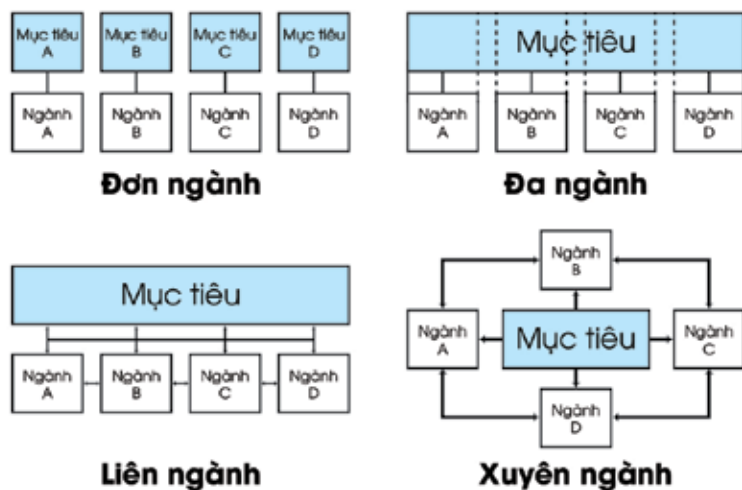 Mục tiêu
A
Mục tiêu
B
Mục tiêu
C
Mục tiêu
D
Ngành
A
Ngành
B
Ngành
C
Ngành
D
Đơn ngành
Mục tiêu
Ngành
A
Ngành
B
Ngành
C
Ngành
D
Đa ngành
Mục tiêu
Ngành
A
Ngành
B
Ngành
C
Ngành
D
Liên ngành
Ngành
B
Ngành
A
Mục tiêu
Ngành
C
Ngành
D
Xuyên ngành